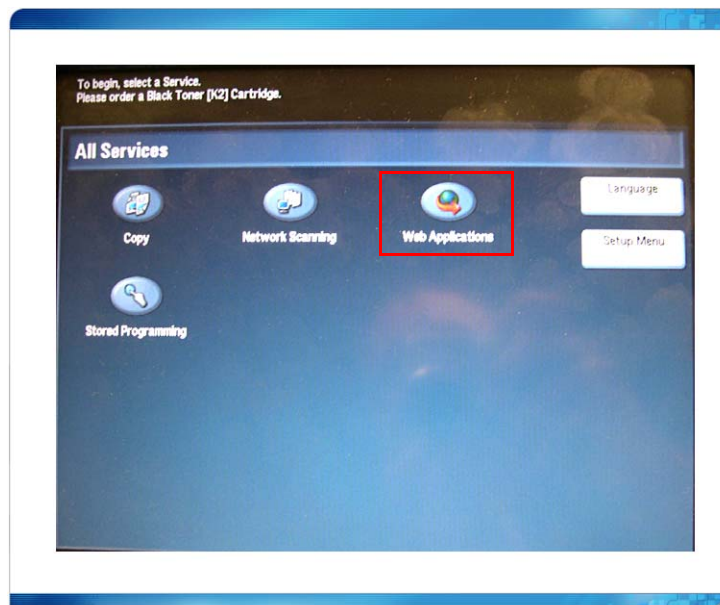 To begin, select a Service.
Please order a Black Toner [K2] Cartridge.
All Services
Copy
Network Scanning
Web Applications
Language
Setup Menu
Stored Programming